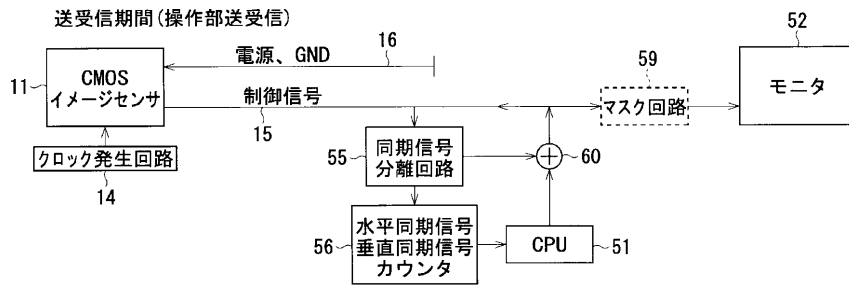 送受信期間(操作部送受信)
11
CMOS
イメージセンサ
電源、GND
16
制御信号
15
クロック発生回路
14
55
同期信号
分離回路
56
水平同期信号
垂直同期信号
カウンタ
CPU
51
60
59
マスク回路
52
モニタ